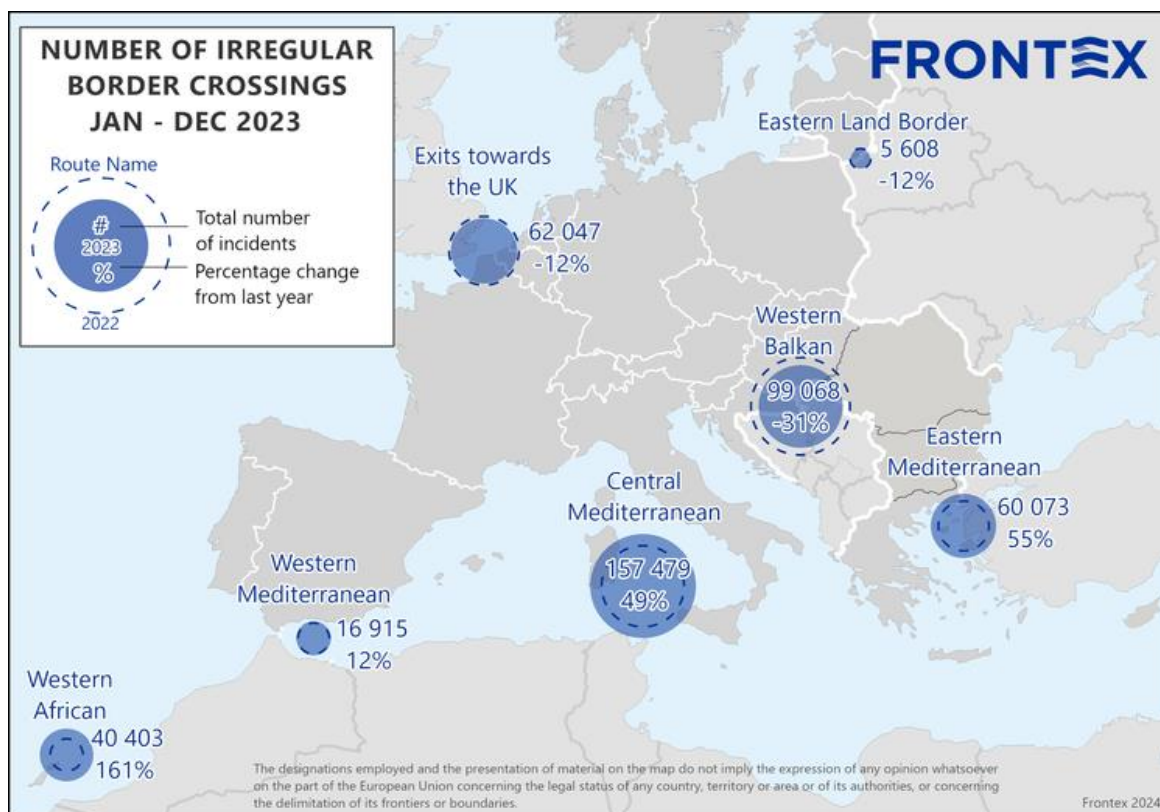 NUMBER OF IRREGULAR
BORDER CROSSINGS
JAN - DEC 2023
Route Name
#
2023
%
2022
Total number
of incidents
Percentage change
from last year
FRONTEX
Eastern Land Border
5 608
-12%
Exits towards
the UK
62 047
-12%
Western
Balkan
99 068
-31%
Eastern
Mediterranean
60 073
55%
Central
Mediterranean
157 479
49%
Western
Mediterranean
16 915
12%
Western
African
40 403
161%
The designations employed and the presentation of material on the map do not imply the expression of any opinion whatsoever
on the part of the European Union concerning the legal status of any country, territory or area or of its authorities, or concerning
the delimitation of its frontiers or boundaries.
Frontex 2024